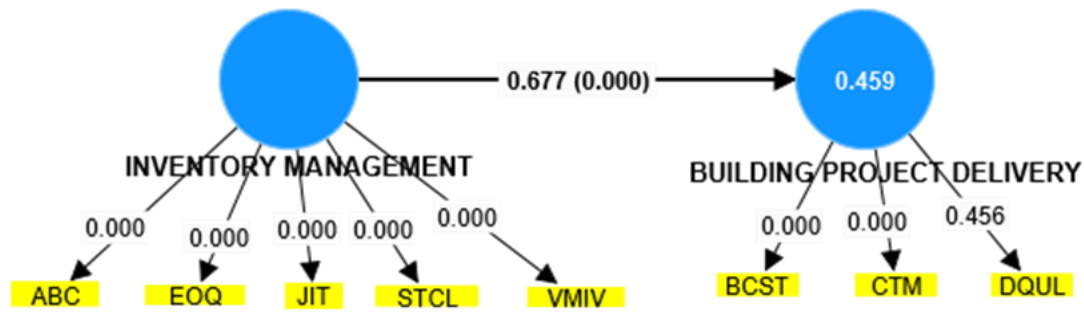 0.677 (0.000)
0.459
INVENTORY MANAGEMENT
BUILDING PROJECT DELIVERY
0.000
0.000
0.000
0.000
0.000
0.000
0.000
0.456
ABC
EOQ
JIT
STCL
VMIV
BCST
CTM
DQUL